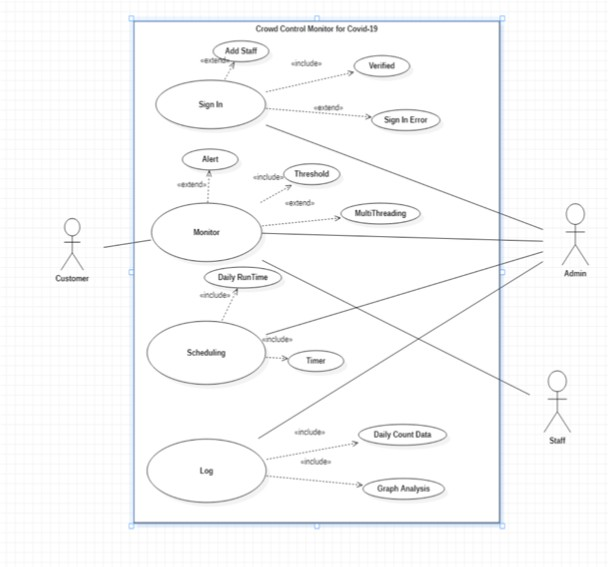 Crowd Control Monitor for Covid-19
Add Staff
«extend»
«include»
Verified
Sign In
«extend»
Sign In Error
Alert
«include»
Threshold
«extend»
«extend»
MultiThreading
Monitor
Customer
Admin
Daily RunTime
«include»
«include»
Scheduling
Timer
Staff
«include»
Daily Count Data
«include»
Log
Graph Analysis